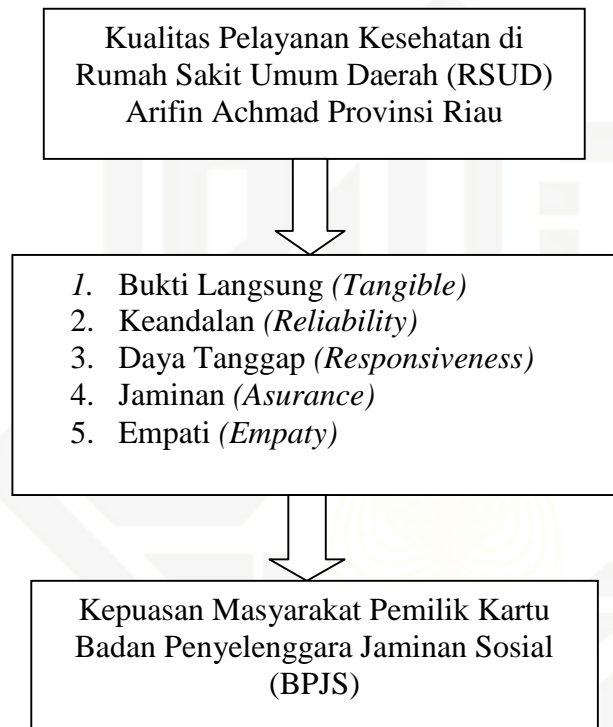 Kualitas Pelayanan Kesehatan di
Rumah Sakit Umum Daerah (RSUD)
Arifin Achmad Provinsi Riau
1. Bukti Langsung (Tangible)
2. Keandalan (Reliability)
3. Daya Tanggap (Responsiveness)
4. Jaminan (Asurance)
5. Empati (Empaty)
Kepuasan Masyarakat Pemilik Kartu
Badan Penyelenggara Jaminan Sosial
(BPJS)